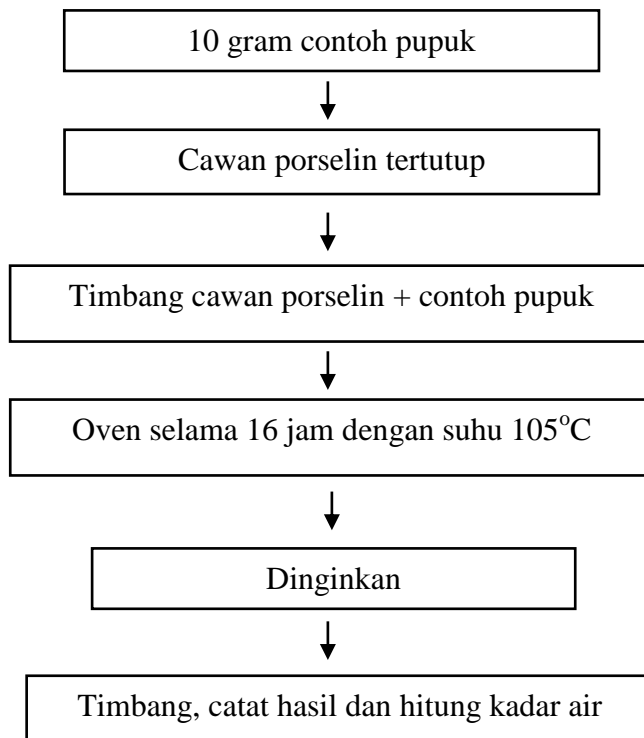 10 gram contoh pupuk
Cawan porselin tertutup
Timbang cawan porselin + contoh pupuk
Oven selama 16 jam dengan suhu 105°C
Dinginkan
Timbang, catat hasil dan hitung kadar air